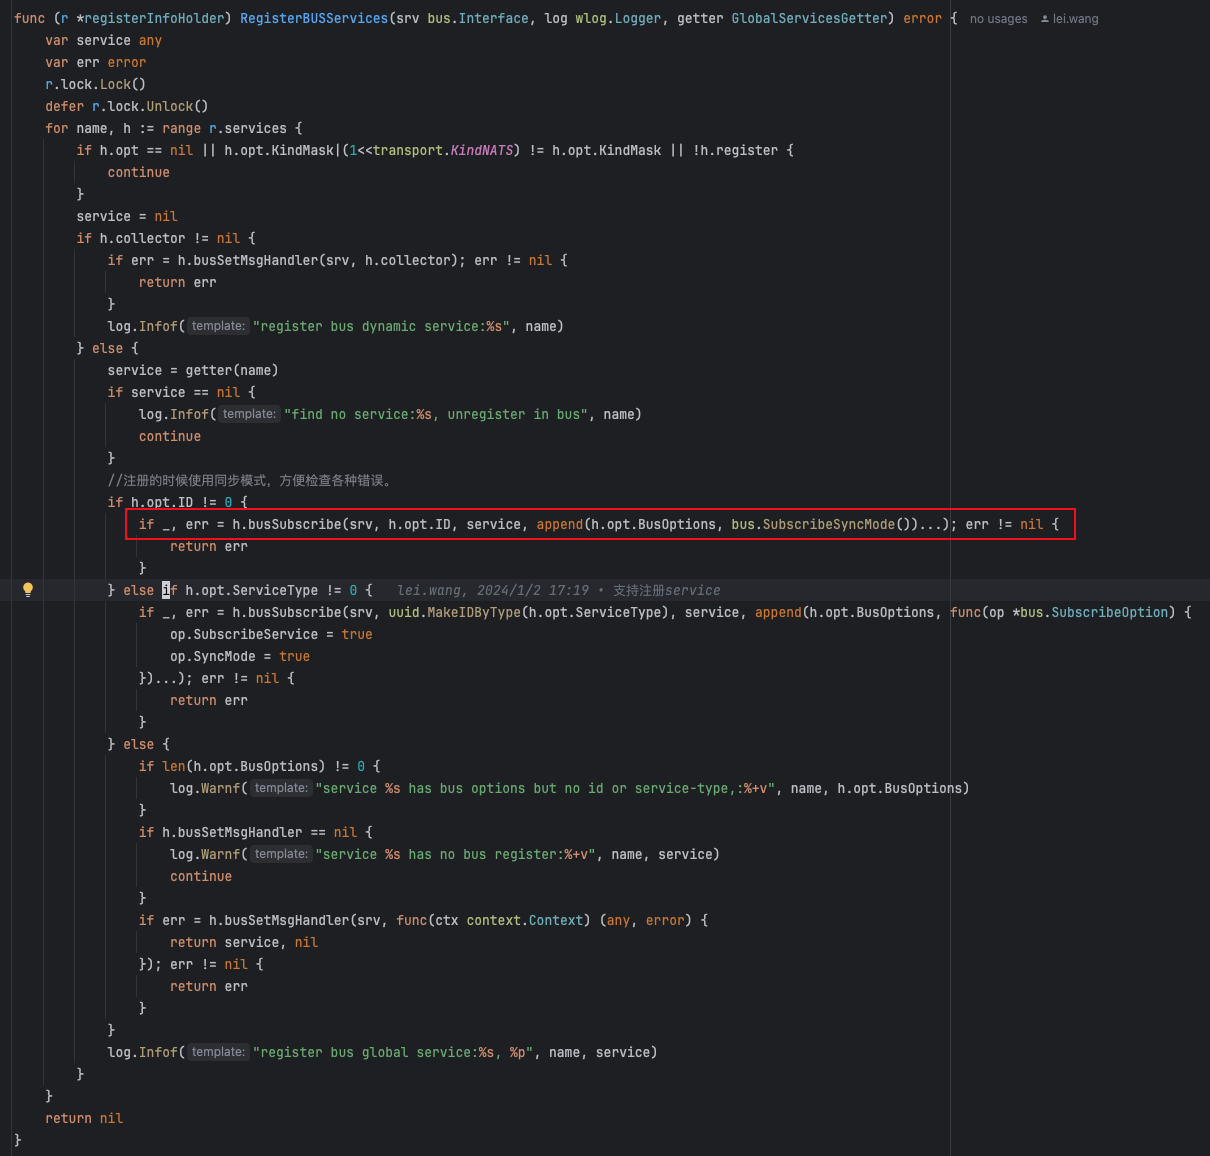 func (r *registerInfoHolder) RegisterBUSServices(srv bus.Interface, log wlog.Logger, getter GlobalServicesGetter) error { no usages lei.wang
var service any
var err error
r.lock.Lock()
defer r.lock.Unlock()
for name, h := range r.services {
if h.opt == nil || h.opt.KindMask|(1<<transport.KindNATS) != h.opt.KindMask || !h.register {
continue
}
service = nil
if h.collector != nil {
if err = h.busSetMsgHandler(srv, h.collector); err != nil {
return err
}
log.Infof( template: "register bus dynamic service:%s", name)
} else {
service = getter(name)
if service == nil {
log.Infof( template: "find no service:%s, unregister in bus", name)
continue
}
//注册的时候使用同步模式，方便检查各种错误。
if h.opt.ID != 0 {
if _, err = h.busSubscribe(srv, h.opt.ID, service, append(h.opt.BusOptions, bus.SubscribeSyncMode())...); err != nil {
return err
}
} else if h.opt.ServiceType != 0 { lei.wang, 2024/1/2 17:19 • 支持注册service
if _, err = h.busSubscribe(srv, uuid.MakeIDByType(h.opt.ServiceType), service, append(h.opt.BusOptions, func(op *bus.SubscribeOption) {
op.SubscribeService = true
op.SyncMode = true
})...); err != nil {
return err
}
} else {
if len(h.opt.BusOptions) != 0 {
log.Warnf( template: "service %s has bus options but no id or service-type,:%+v", name, h.opt.BusOptions)
}
if h.busSetMsgHandler == nil {
log.Warnf( template: "service %s has no bus register:%+v", name, service)
continue
}
if err = h.busSetMsgHandler(srv, func(ctx context.Context) (any, error) {
return service, nil
}); err != nil {
return err
}
}
log.Infof( template: "register bus global service:%s, %p", name, service)
}
}
return nil
}